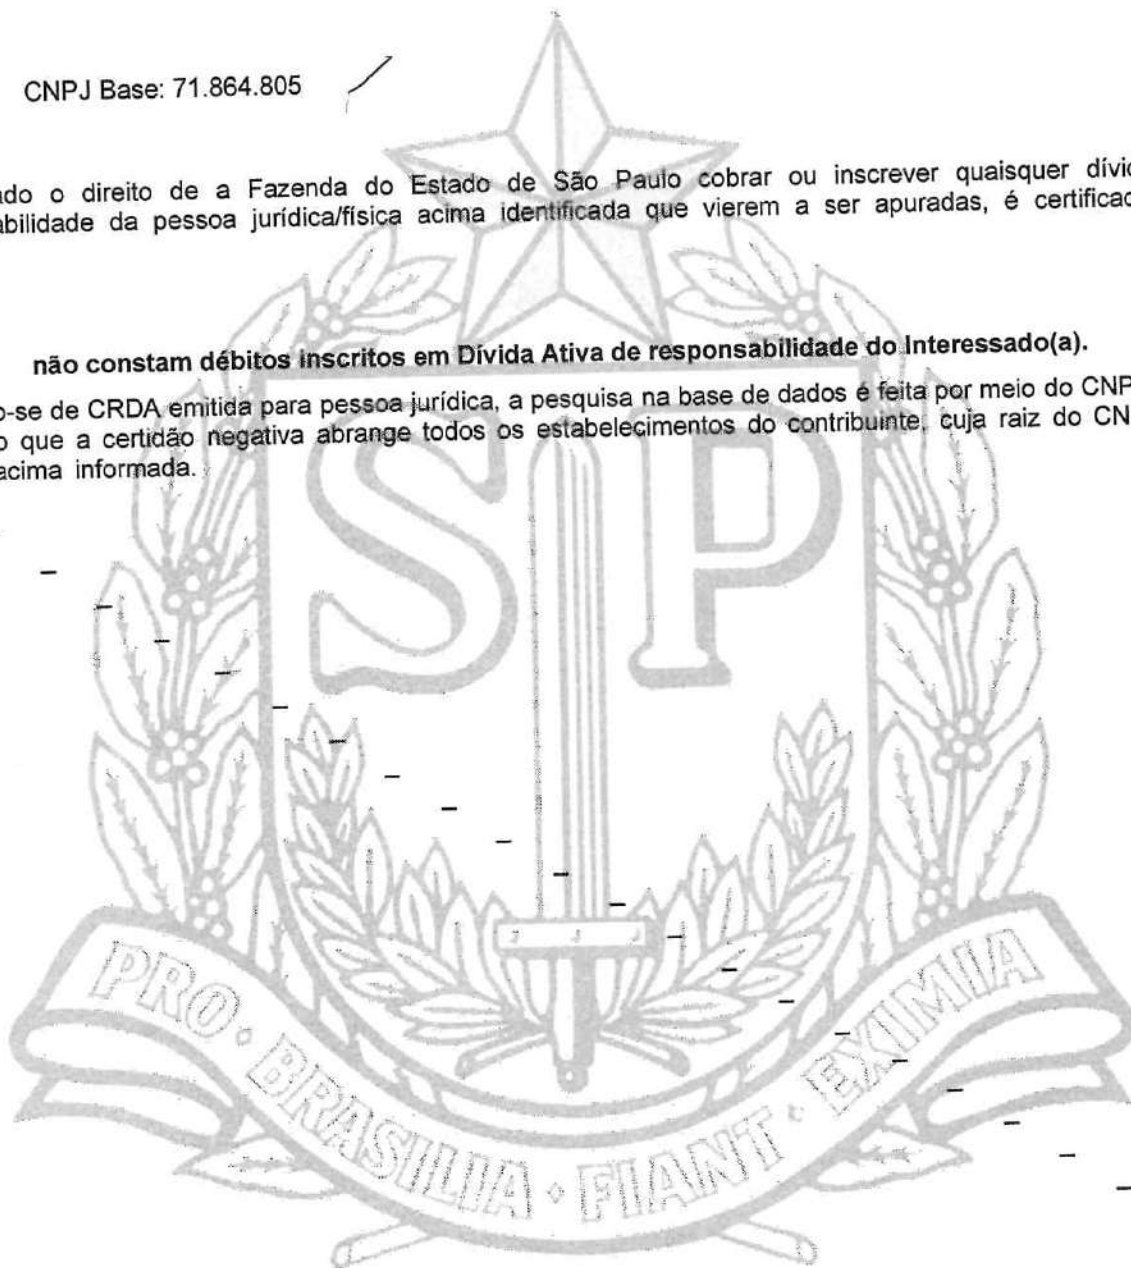 CNPJ Base: 71.864.805
ado o direito de a Fazenda do Estado de São Paulo cobrar ou inscrever quaisquer dívid
abilidade da pessoa jurídica/física acima identificada que vierem a ser apuradas, é certificad
não constam débitos inscritos em Dívida Ativa de responsabilidade do Interessado(a).
o-se de CRDA emitida para pessoa jurídica, a pesquisa na base de dados é feita por meio do CNP
o que a certidão negativa abrange todos os estabelecimentos do contribuinte, cuja raiz do CN
acima informada.
SP
PRO · BRASILIA · FIANT · EXIMIA